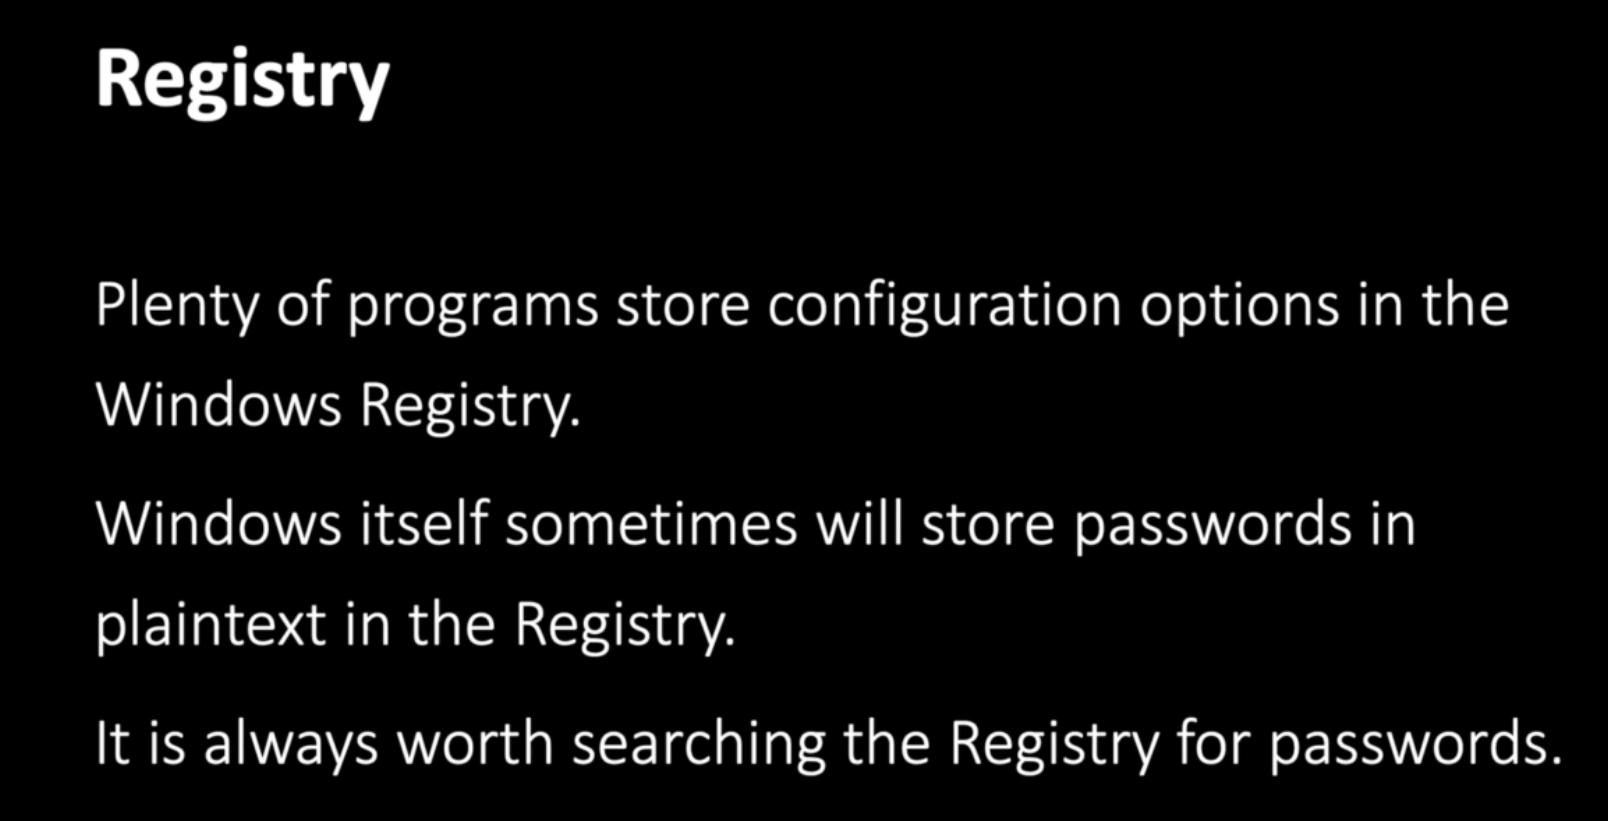 Registry
Plenty of programs store configuration options in the
Windows Registry.
Windows itself sometimes will store passwords in
plaintext in the Registry.
It is always worth searching the Registry for passwords.